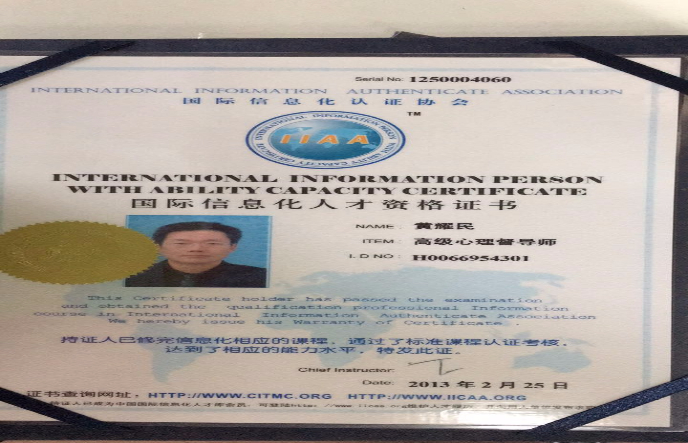 Serial No: 1250004060
INTERNATIONAL INFORMATION AUTHENTICATE ASSOCIATION
国际信息化认证协会
TM
IIAA
INTERNATIONAL INFORMATION PERSON
WITH ABILITY CAPACITY CERTIFICATE
国际信息化人才资格证书
NAME: 黄耀民
ITEM: 高级心理督导师
I.D NO: H0066954301
This Certificate holder has passed the examination
and obtained the qualification professional Information
course in International Information Authenticate Association
We hereby issue his Warranty of Certificate.
持证人已修完信息化相应的课程，通过了标准课程认证考核，
达到了相应的能力水平，特发此证。
Chief Instructor:
Date: 2013 年 2 月 25 日
证书查询网址：HTTP://WWW.CITMC.ORG HTTP://WWW.IICAA.ORG